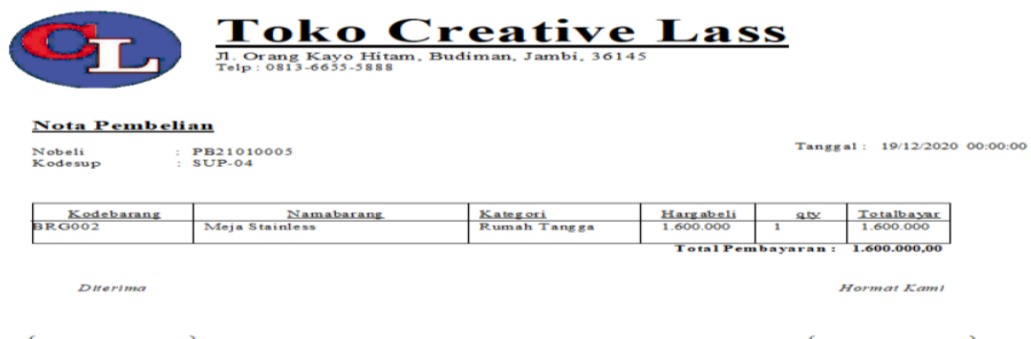 CL
Toko Creative Lass
Jl. Orang Kayo Hitam, Budiman, Jambi, 36145
Telp : 0813-6655-5888
Nota Pembelian
Nobeli : PB21010005
Kodesup : SUP-04
Tanggal : 19/12/2020 00:00:00
Kodebarang Namabarang Kategori Hargabeli qty Totalbayar
BRG002 Meja Stainless Rumah Tangga 1.600.000 1 1.600.000
Total Pembayaran : 1.600.000,00
Diterima Hormat Kami
( ) ( )